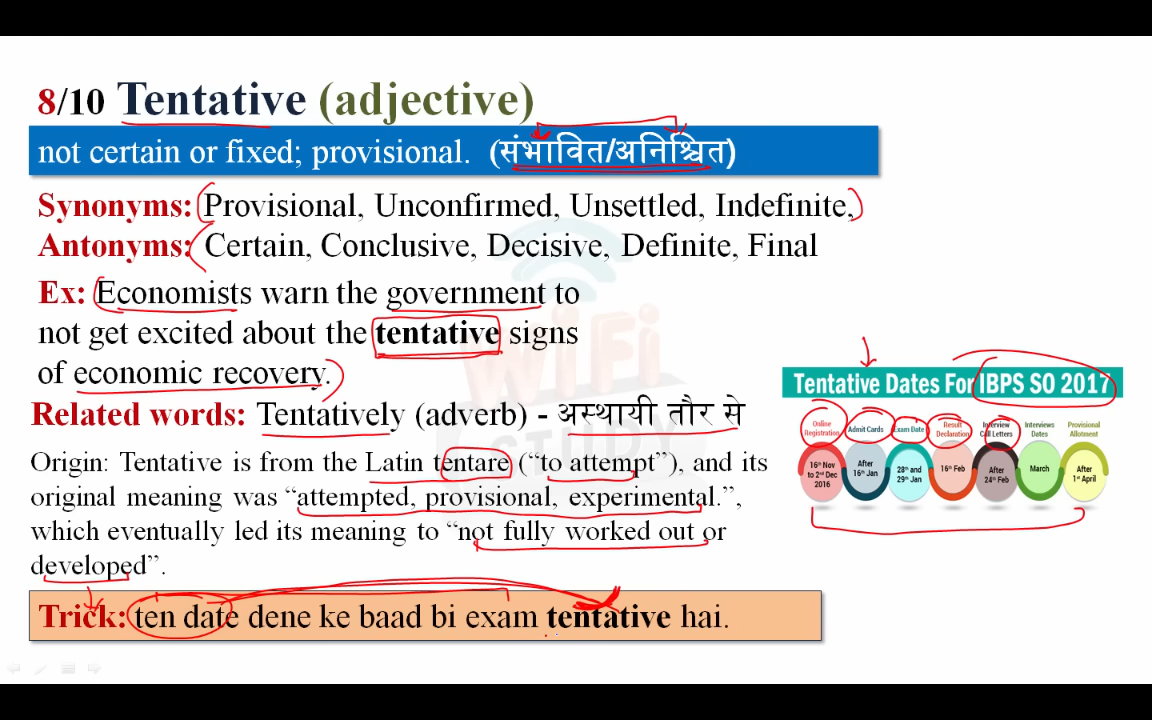 8/10 Tentative (adjective)
not certain or fixed; provisional. (संभावित/अनिश्चित)
Synonyms: Provisional, Unconfirmed, Unsettled, Indefinite,
Antonyms: Certain, Conclusive, Decisive, Definite, Final
Ex: Economists warn the government to
not get excited about the tentative signs
of economic recovery.
Related words: Tentatively (adverb) - अस्थायी तौर से
Origin: Tentative is from the Latin tentare (“to attempt”), and its
original meaning was “attempted, provisional, experimental.”,
which eventually led its meaning to “not fully worked out or
developed”.
Trick: ten date dene ke baad bi exam tentative hai.
WiFi
STUDY
Tentative Dates For IBPS SO 2017
Online Registration
Admit Cards
Exam Date
Result Declaration
Interview Call Letters
Interviews Dates
Provisional Allotment
16th Nov to 2nd Dec 2016
After 16th Jan
28th and 29th Jan
16th Feb
After 24th Feb
March
After 1st April